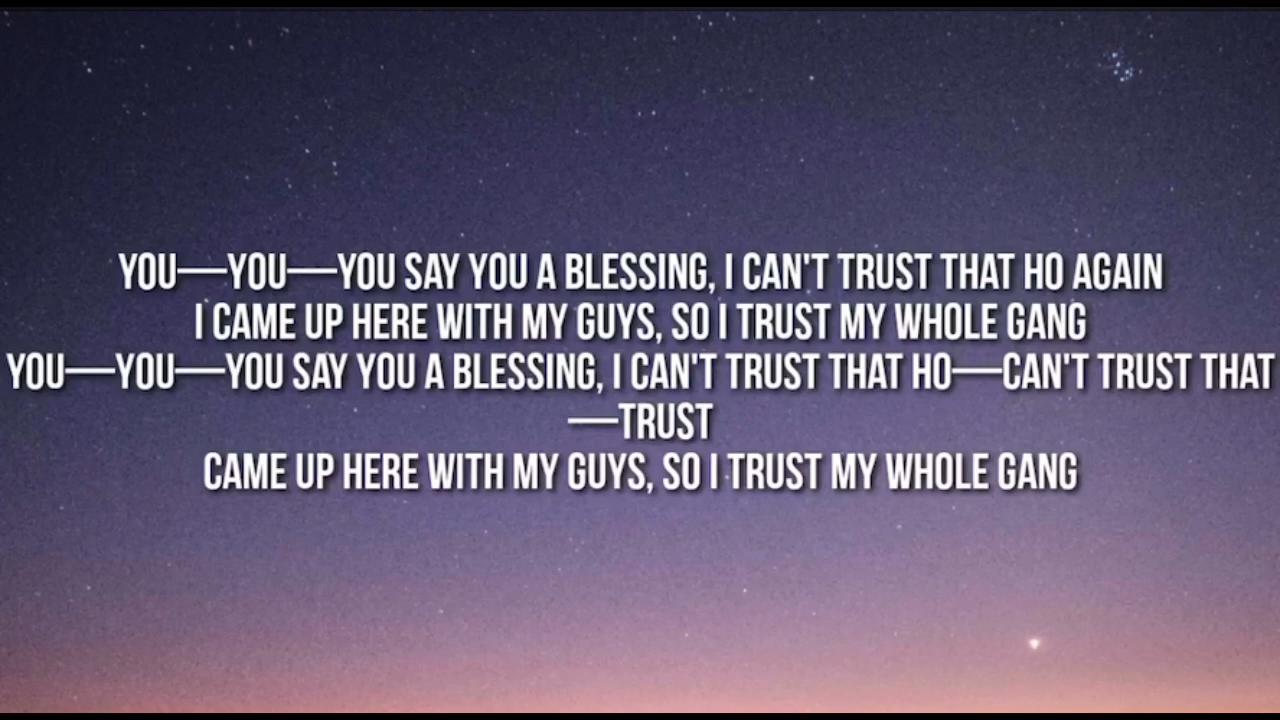 YOU—YOU—YOU SAY YOU A BLESSING, I CAN'T TRUST THAT HO AGAIN
I CAME UP HERE WITH MY GUYS, SO I TRUST MY WHOLE GANG
YOU—YOU—YOU SAY YOU A BLESSING, I CAN'T TRUST THAT HO—CAN'T TRUST THAT
—TRUST
CAME UP HERE WITH MY GUYS, SO I TRUST MY WHOLE GANG